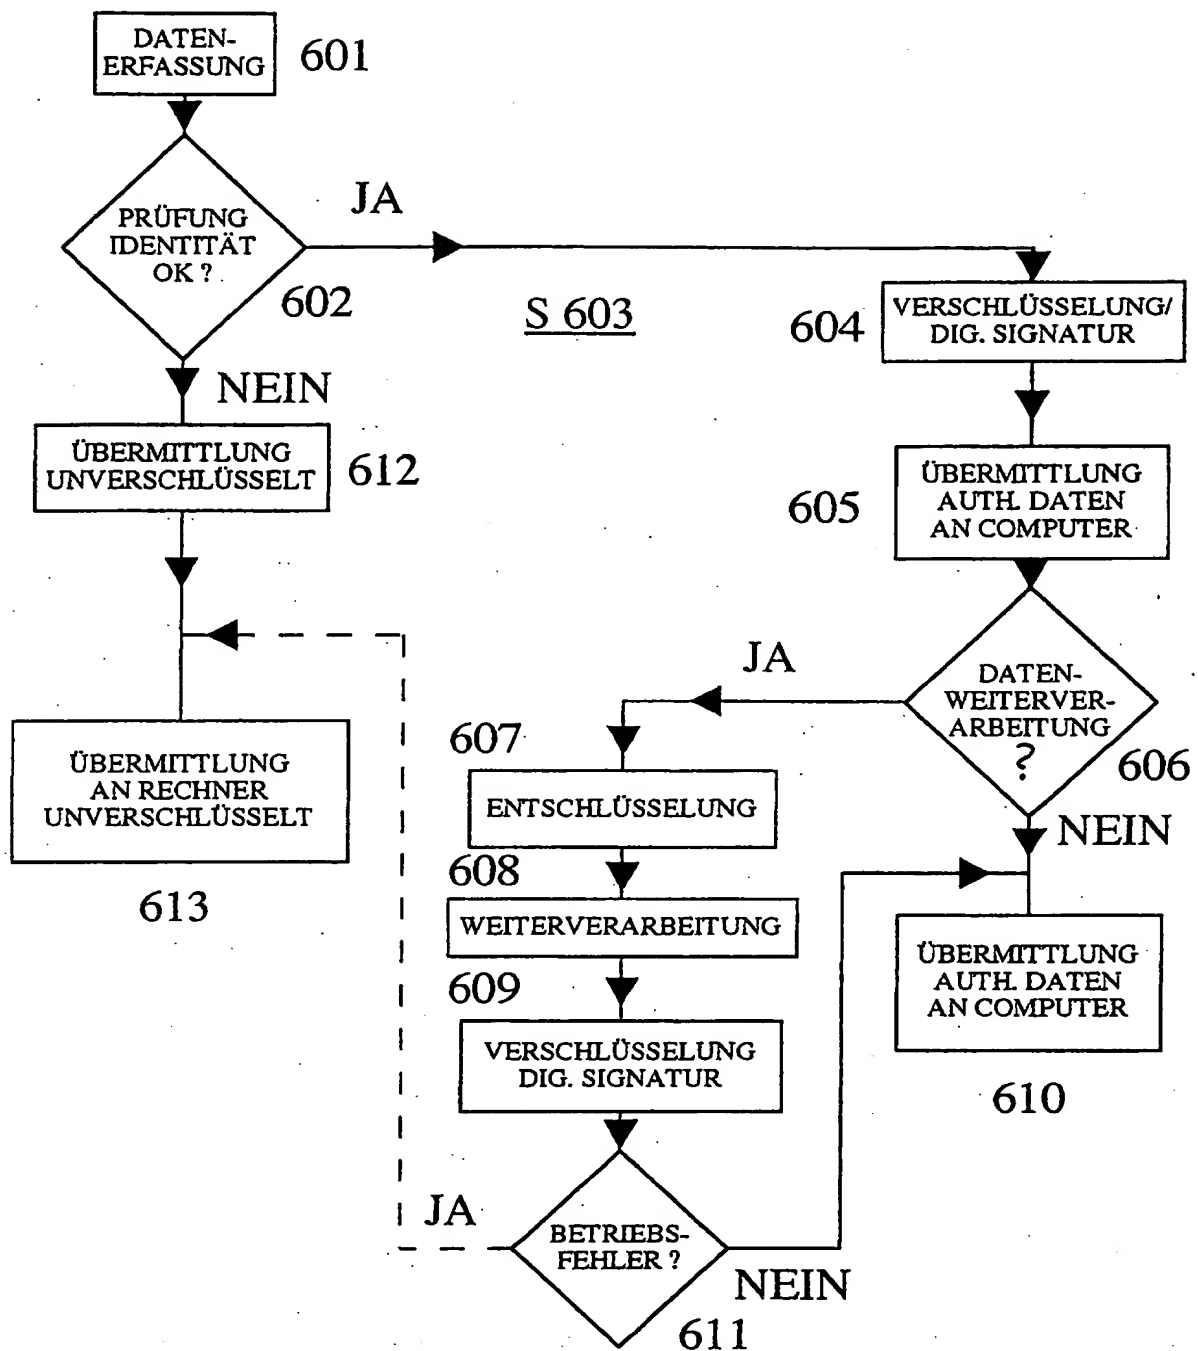 DATEN-
ERFASSUNG
601
PRÜFUNG
IDENTITÄT
OK ?
602
JA
S 603
604
VERSCHLÜSSELUNG/
DIG. SIGNATUR
NEIN
ÜBERMITTLUNG
UNVERSCHLÜSSELT
612
605
ÜBERMITTLUNG
AUTH. DATEN
AN COMPUTER
JA
DATEN-
WEITERVER-
ARBEITUNG
?
606
NEIN
607
ENTSCHLÜSSELUNG
ÜBERMITTLUNG
AN RECHNER
UNVERSCHLÜSSELT
613
608
WEITERVERARBEITUNG
609
VERSCHLÜSSELUNG
DIG. SIGNATUR
ÜBERMITTLUNG
AUTH. DATEN
AN COMPUTER
610
JA
BETRIEBS-
FEHLER ?
NEIN
611